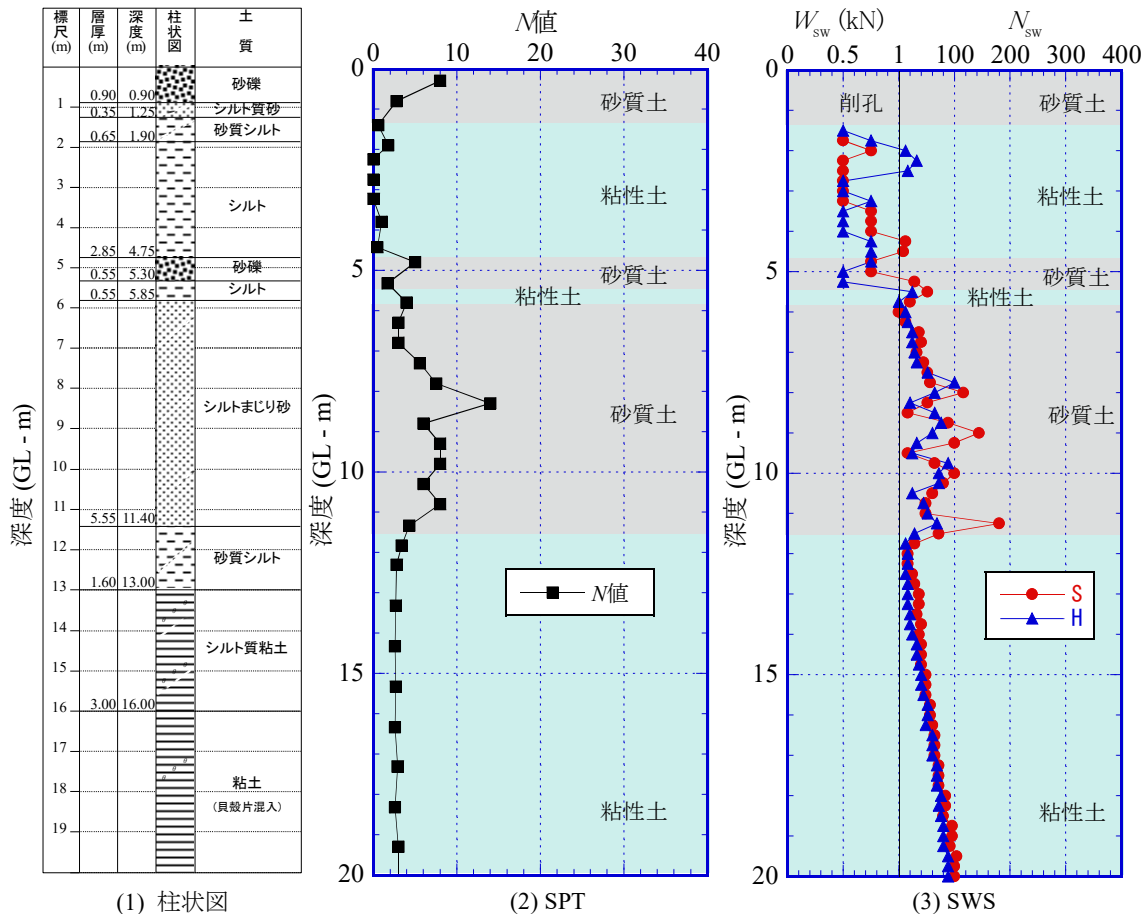 標尺 (m)
層厚 (m)
深度 (m)
柱状図
土質
砂礫
0.90 0.90
1
シルト質砂
0.35 1.25
砂質シルト
0.65 1.90
2
3
シルト
4
2.85 4.75
砂礫
5
0.55 5.30
シルト
0.55 5.85
6
7
8
シルトまじり砂
9
10
11
5.55 11.40
12
砂質シルト
1.60 13.00
13
14
シルト質粘土
15
3.00 16.00
16
17
粘土
(貝殻片混入)
18
19
(1) 柱状図
N値
0 10 20 30 40
0
5
10
15
20
深度 (GL - m)
砂質土
粘性土
砂質土
粘性土
砂質土
N値
粘性土
(2) SPT
Wsw (kN) Nsw
0 0.5 1 100 200 300 400
0
5
10
15
20
深度 (GL - m)
削孔
砂質土
粘性土
砂質土
粘性土
砂質土
S
H
粘性土
(3) SWS